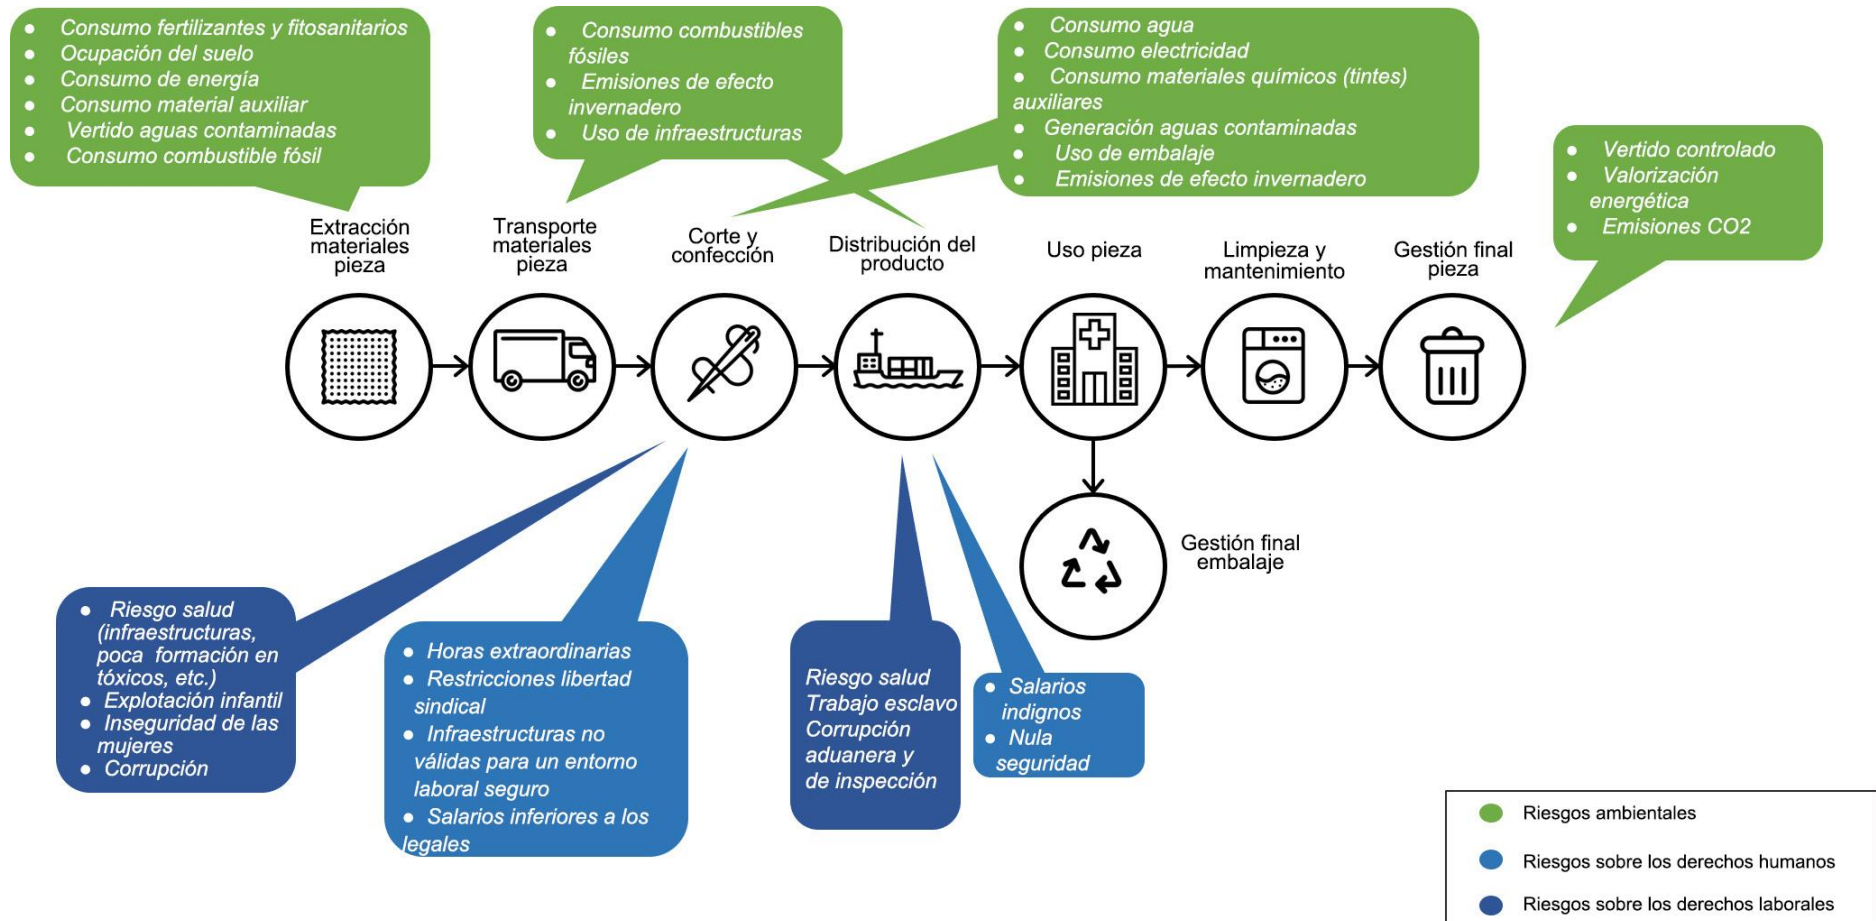 ● Consumo fertilizantes y fitosanitarios
● Ocupación del suelo
● Consumo de energía
● Consumo material auxiliar
● Vertido aguas contaminadas
● Consumo combustible fósil
● Consumo combustibles
fósiles
● Emisiones de efecto
invernadero
● Uso de infraestructuras
● Consumo agua
● Consumo electricidad
● Consumo materiales químicos (tintes)
auxiliares
● Generación aguas contaminadas
● Uso de embalaje
● Emisiones de efecto invernadero
● Vertido controlado
● Valorización
energética
● Emisiones CO2
Extracción
materiales
pieza
Transporte
materiales
pieza
Corte y
confección
Distribución del
producto
Uso pieza
Limpieza y
mantenimiento
Gestión final
pieza
Gestión final
embalaje
● Riesgo salud
(infraestructuras,
poca formación en
tóxicos, etc.)
● Explotación infantil
● Inseguridad de las
mujeres
● Corrupción
● Horas extraordinarias
● Restricciones libertad
sindical
● Infraestructuras no
válidas para un entorno
laboral seguro
● Salarios inferiores a los
legales
Riesgo salud
Trabajo esclavo
Corrupción
aduanera y
de inspección
● Salarios
indignos
● Nula
seguridad
Riesgos ambientales
Riesgos sobre los derechos humanos
Riesgos sobre los derechos laborales